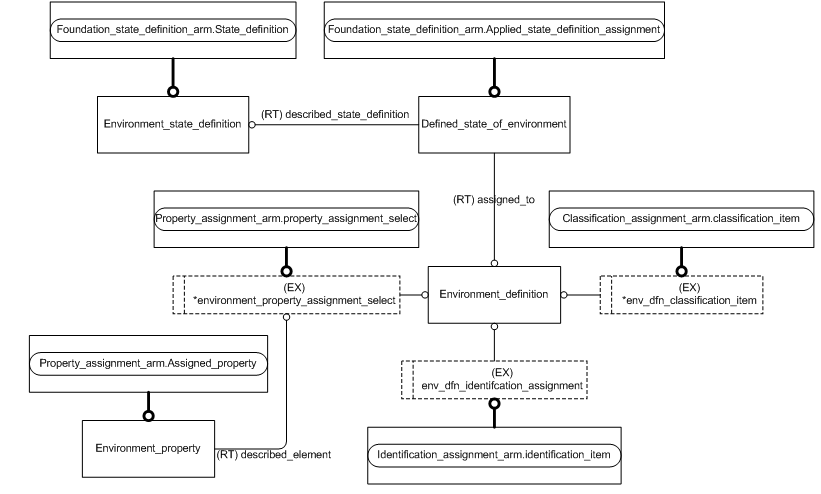 Foundation_state_definition_arm.State_definition
Foundation_state_definition_arm.Applied_state_definition_assignment
Environment_state_definition
(RT) described_state_definition
Defined_state_of_environment
(RT) assigned_to
Property_assignment_arm.property_assignment_select
Classification_assignment_arm.classification_item
(EX)
*environment_property_assignment_select
Environment_definition
(EX)
*env_dfn_classification_item
Property_assignment_arm.Assigned_property
(EX)
env_dfn_identifcation_assignment
Environment_property
(RT) described_element
Identification_assignment_arm.identification_item